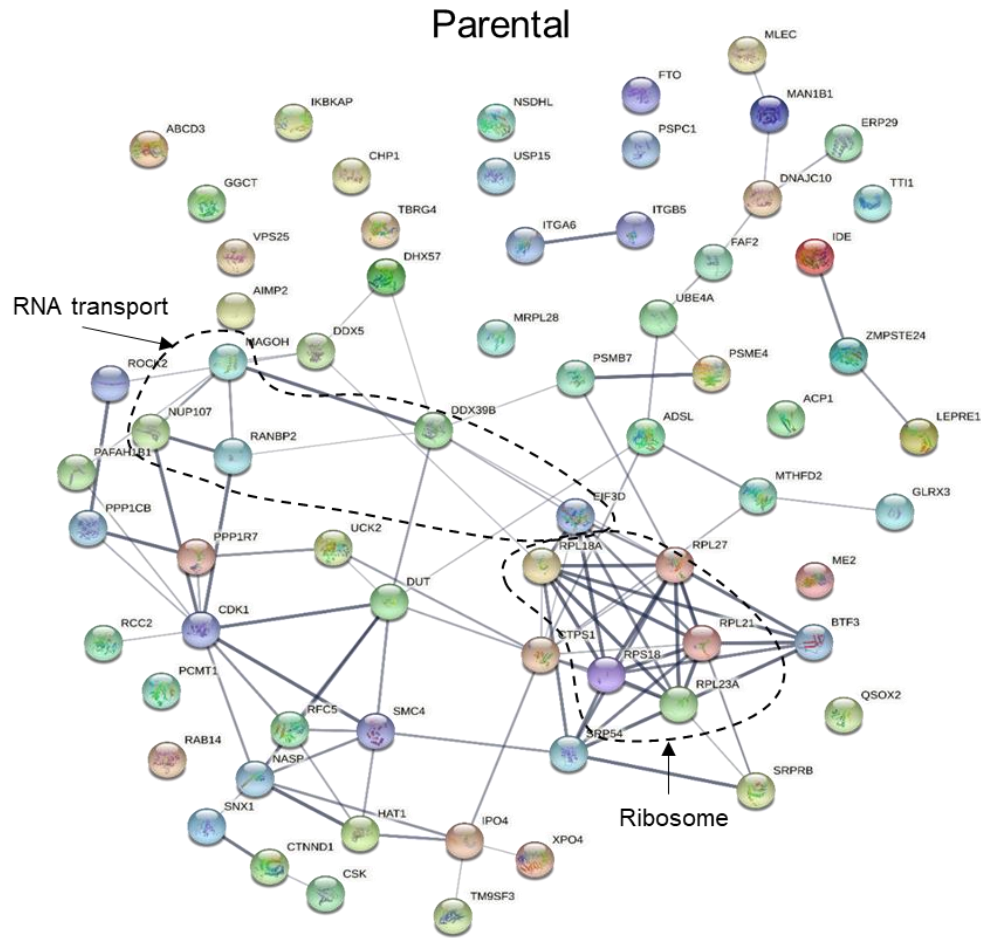 Parental
MLEC
FTO
IKBKAP
NSDHL
MAN1B1
ABCD3
PSPC1
ERP29
CHP1
USP15
GGCT
DNAJC10
TTI1
TBRG4
ITGA6
ITGB5
VPS25
FAF2
IDE
DHX57
AIMP2
UBE4A
RNA transport
MRPL28
DDX5
MAGOH
ZMPSTE24
ROCK2
PSMB7
PSME4
NUP107
DDX39B
ACP1
ADSL
LEPRE1
RANBP2
PAFAH1B1
MTHFD2
EIF3D
GLRX3
PPP1CB
UCK2
PPP1R7
RPL18A
RPL27
ME2
DUT
CDK1
RCC2
CTPS1
RPL21
BTF3
RPS18
PCMT1
RPL23A
QSOX2
RFC5
SMC4
RAB14
SRP54
NASP
SRPRB
SNX1
HAT1
IPO4
Ribosome
XPO4
CTNND1
CSK
TM9SF3